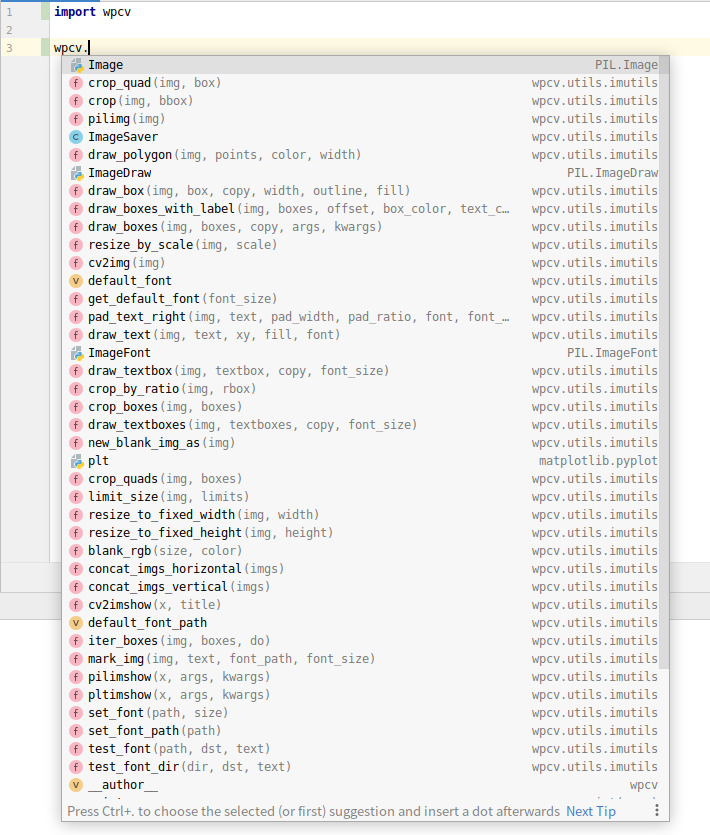 1 import wpcv
2
3 wpcv.
Image PIL.Image
f crop_quad(img, box) wpcv.utils.imutils
f crop(img, bbox) wpcv.utils.imutils
f pilimg(img) wpcv.utils.imutils
C ImageSaver wpcv.utils.imutils
f draw_polygon(img, points, color, width) wpcv.utils.imutils
ImageDraw PIL.ImageDraw
f draw_box(img, box, copy, width, outline, fill) wpcv.utils.imutils
f draw_boxes_with_label(img, boxes, offset, box_color, text_c… wpcv.utils.imutils
f draw_boxes(img, boxes, copy, args, kwargs) wpcv.utils.imutils
f resize_by_scale(img, scale) wpcv.utils.imutils
f cv2img(img) wpcv.utils.imutils
V default_font wpcv.utils.imutils
f get_default_font(font_size) wpcv.utils.imutils
f pad_text_right(img, text, pad_width, pad_ratio, font, font_… wpcv.utils.imutils
f draw_text(img, text, xy, fill, font) wpcv.utils.imutils
ImageFont PIL.ImageFont
f draw_textbox(img, textbox, copy, font_size) wpcv.utils.imutils
f crop_by_ratio(img, rbox) wpcv.utils.imutils
f crop_boxes(img, boxes) wpcv.utils.imutils
f draw_textboxes(img, textboxes, copy, font_size) wpcv.utils.imutils
f new_blank_img_as(img) wpcv.utils.imutils
plt matplotlib.pyplot
f crop_quads(img, boxes) wpcv.utils.imutils
f limit_size(img, limits) wpcv.utils.imutils
f resize_to_fixed_width(img, width) wpcv.utils.imutils
f resize_to_fixed_height(img, height) wpcv.utils.imutils
f blank_rgb(size, color) wpcv.utils.imutils
f concat_imgs_horizontal(imgs) wpcv.utils.imutils
f concat_imgs_vertical(imgs) wpcv.utils.imutils
f cv2imshow(x, title) wpcv.utils.imutils
V default_font_path wpcv.utils.imutils
f iter_boxes(img, boxes, do) wpcv.utils.imutils
f mark_img(img, text, font_path, font_size) wpcv.utils.imutils
f pilimshow(x, args, kwargs) wpcv.utils.imutils
f pltimshow(x, args, kwargs) wpcv.utils.imutils
f set_font(path, size) wpcv.utils.imutils
f set_font_path(path) wpcv.utils.imutils
f test_font(path, dst, text) wpcv.utils.imutils
f test_font_dir(dir, dst, text) wpcv.utils.imutils
V __author__ wpcv
Press Ctrl+. to choose the selected (or first) suggestion and insert a dot afterwards Next Tip